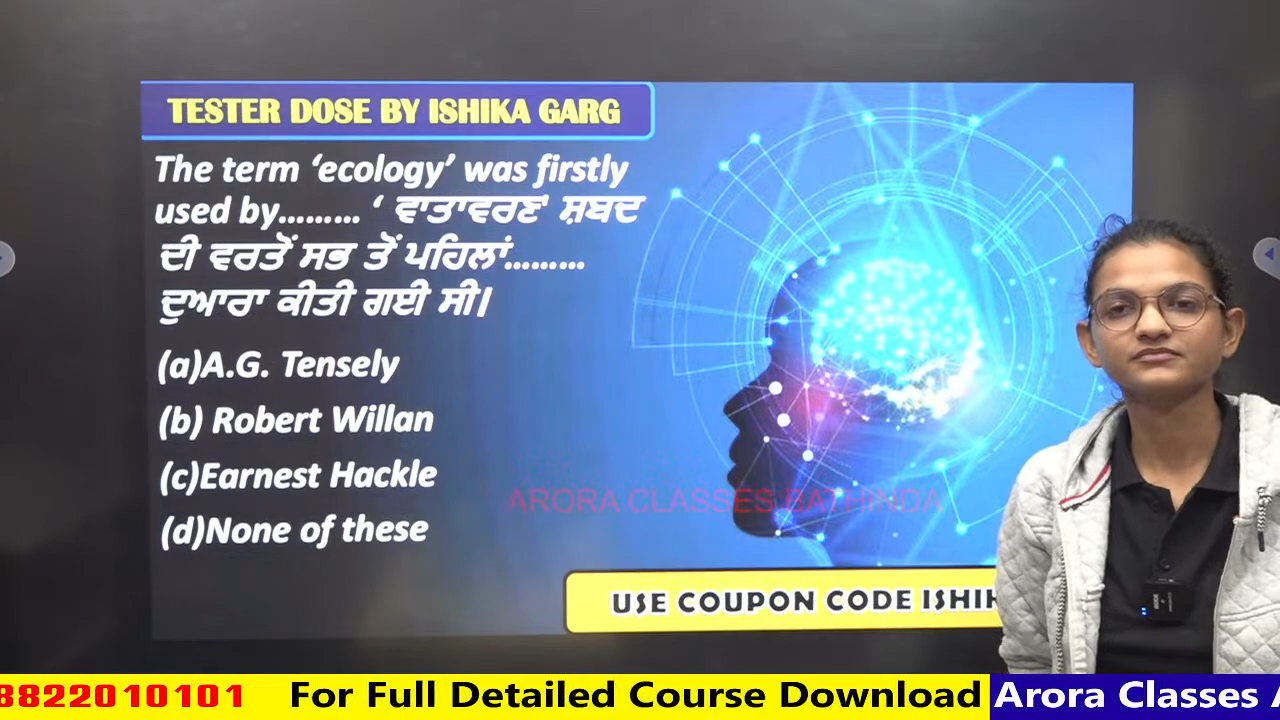 TESTER DOSE BY ISHIKA GARG
The term ‘ecology’ was firstly
used by......... ‘ ਵਾਤਾਵਰਣ' ਸ਼ਬਦ
ਦੀ ਵਰਤੋਂ ਸਭ ਤੋਂ ਪਹਿਲਾਂ.........
ਦੁਆਰਾ ਕੀਤੀ ਗਈ ਸੀ।
(a)A.G. Tensely
(b) Robert Willan
(c)Earnest Hackle
(d)None of these
ARORA CLASSES BATHINDA
USE COUPON CODE ISHIK
8822010101 For Full Detailed Course Download Arora Classes A